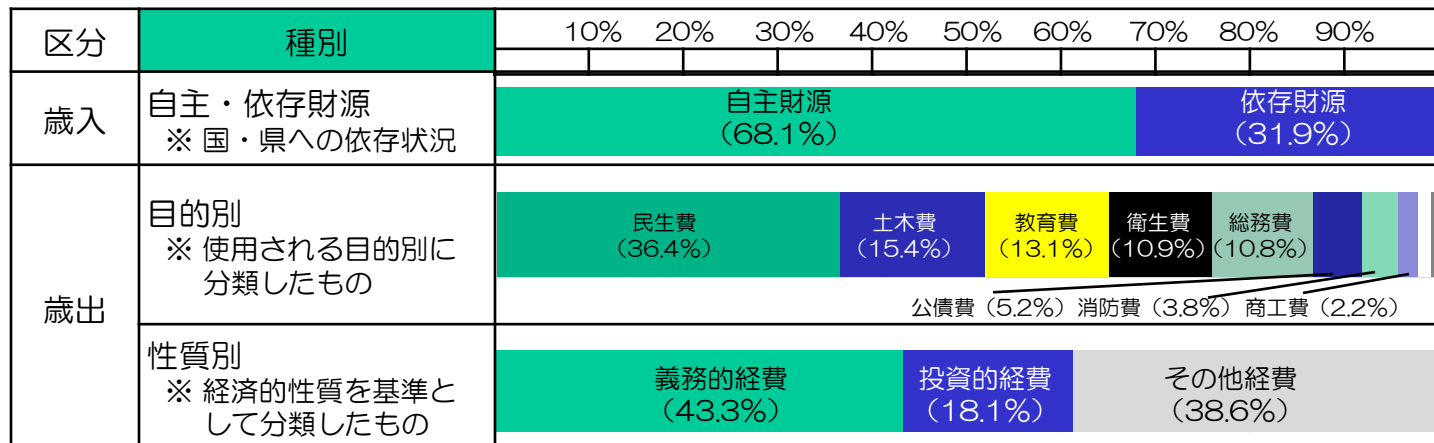 区分
種別
10% 20% 30% 40% 50% 60% 70% 80% 90%
歳入
自主・依存財源
※ 国・県への依存状況
自主財源
（68.1%）
依存財源
（31.9%）
歳出
目的別
※ 使用される目的別に
分類したもの
民生費
（36.4%）
土木費
（15.4%）
教育費
（13.1%）
衛生費
（10.9%）
総務費
（10.8%）
公債費（5.2%）消防費（3.8%）商工費（2.2%）
性質別
※ 経済的性質を基準と
して分類したもの
義務的経費
（43.3%）
投資的経費
（18.1%）
その他経費
（38.6%）